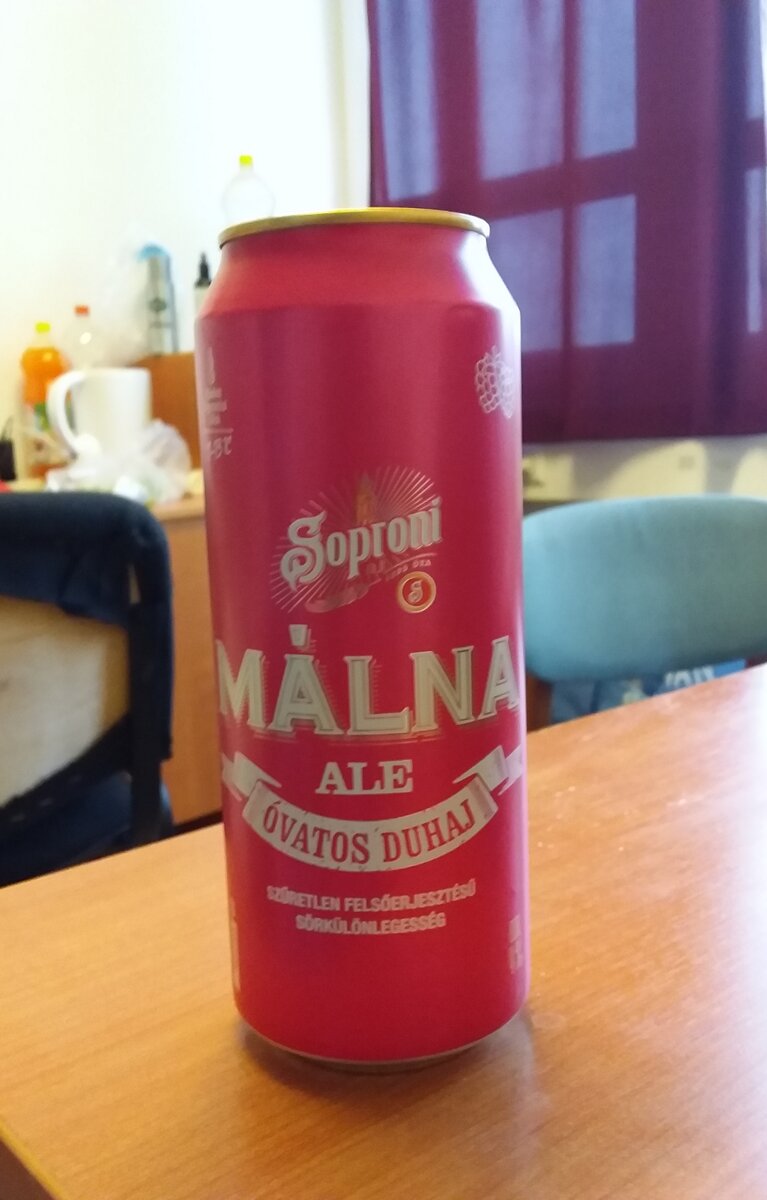 Soproni
MÁLNA
ALE
ÓVATOS DUHAJ
SZŰRETLEN FELSŐERJESZTÉSŰ
SÖRKÜLÖNLEGESSÉG